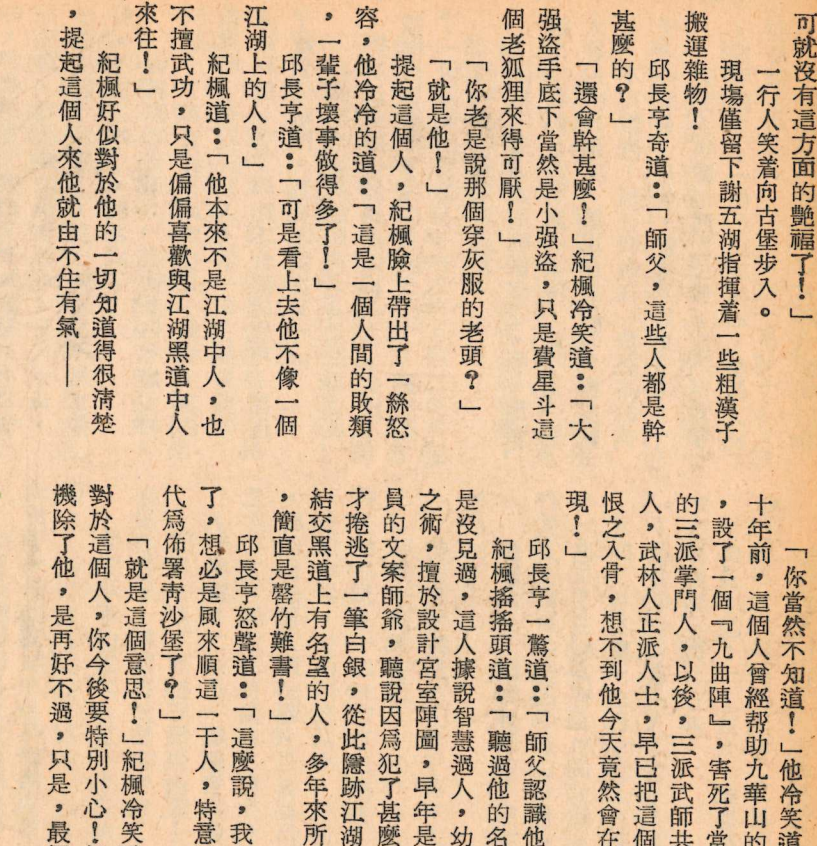 可就沒有這方面的艷福了！」
一行人笑着向古堡步入。
現塲僅留下謝五湖指揮着一些粗漢子
搬運雜物！
邱長亨奇道：「師父，這些人都是幹
甚麽的？」
「還會幹甚麽！」紀楓冷笑道：「大
强盜手底下當然是小强盜，只是費星斗這
個老狐狸來得可厭！」
「你老是說那個穿灰服的老頭？」
「就是他！」
提起這個人，紀楓臉上帶出了一絲怒
容，他冷冷的道：「這是一個人間的敗類
，一輩子壞事做得多了！」
邱長亨道：「可是看上去他不像一個
江湖上的人！」
紀楓道：「他本來不是江湖中人，也
不擅武功，只是偏偏喜歡與江湖黑道中人
來往！」
紀楓好似對於他的一切知道得很清楚
，提起這個人來他就由不住有氣——
「你當然不知道！」他冷笑道
十年前，這個人曾經帮助九華山的
，設了一個『九曲陣』，害死了當
的三派掌門人，以後，三派武師共
人，武林人正派人士，早已把這個
恨之入骨，想不到他今天竟然會在
現！」
邱長亨一驚道：「師父認識他
紀楓搖搖頭道：「聽過他的名
是沒見過，這人據說智慧過人，幼
之術，擅於設計宮室陣圖，早年是
員的文案師爺，聽說因爲犯了甚麽
才捲逃了一筆白銀，從此隱跡江湖
結交黑道上有名望的人，多年來所
，簡直是罄竹難書！」
邱長亨怒聲道：「這麽說，我
了，想必是風來順這一干人，特意
代爲佈署靑沙堡了？」
「就是這個意思！」紀楓冷笑
對於這個人，你今後要特別小心！
機除了他，是再好不過，只是，最